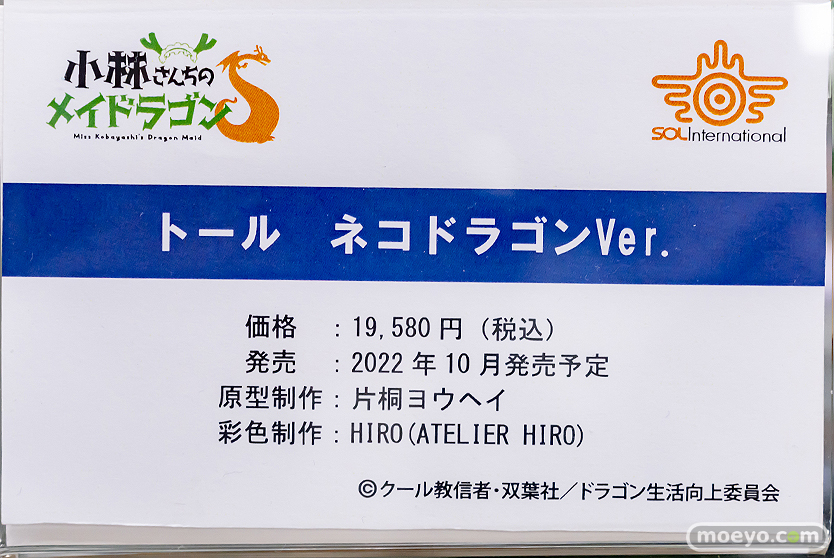 小林さんちの
メイドラゴンS
Miss Kobayashi's Dragon Maid
SOLInternational
トール　ネコドラゴンVer.
価格　：19,580円（税込）
発売　：2022年10月発売予定
原型制作：片桐ヨウヘイ
彩色制作：HIRO(ATELIER HIRO)
©クール教信者・双葉社／ドラゴン生活向上委員会
moeyo.com